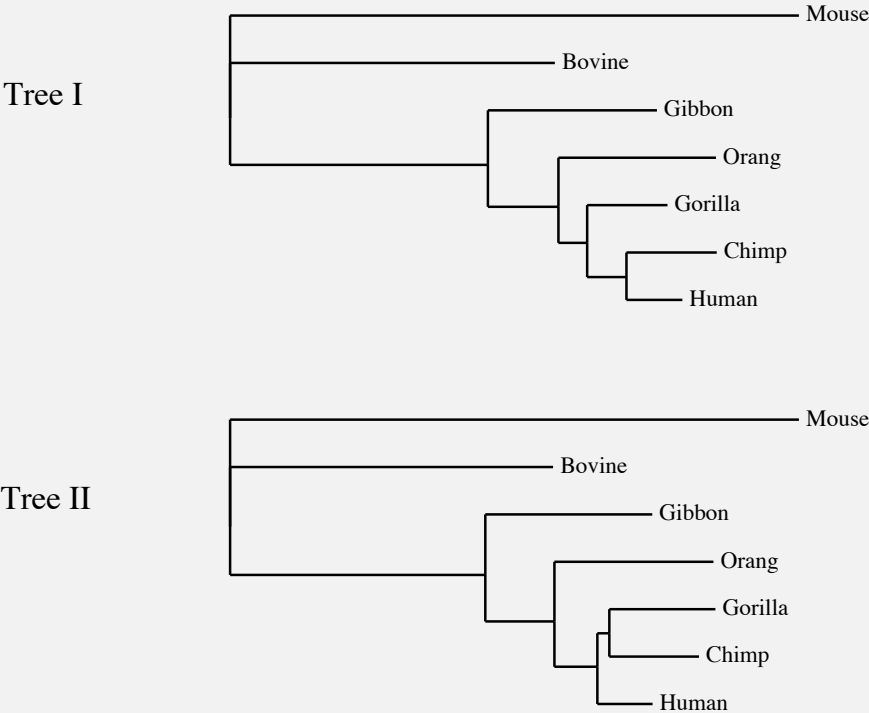 Mouse
Bovine
Tree I
Gibbon
Orang
Gorilla
Chimp
Human
Mouse
Bovine
Tree II
Gibbon
Orang
Gorilla
Chimp
Human